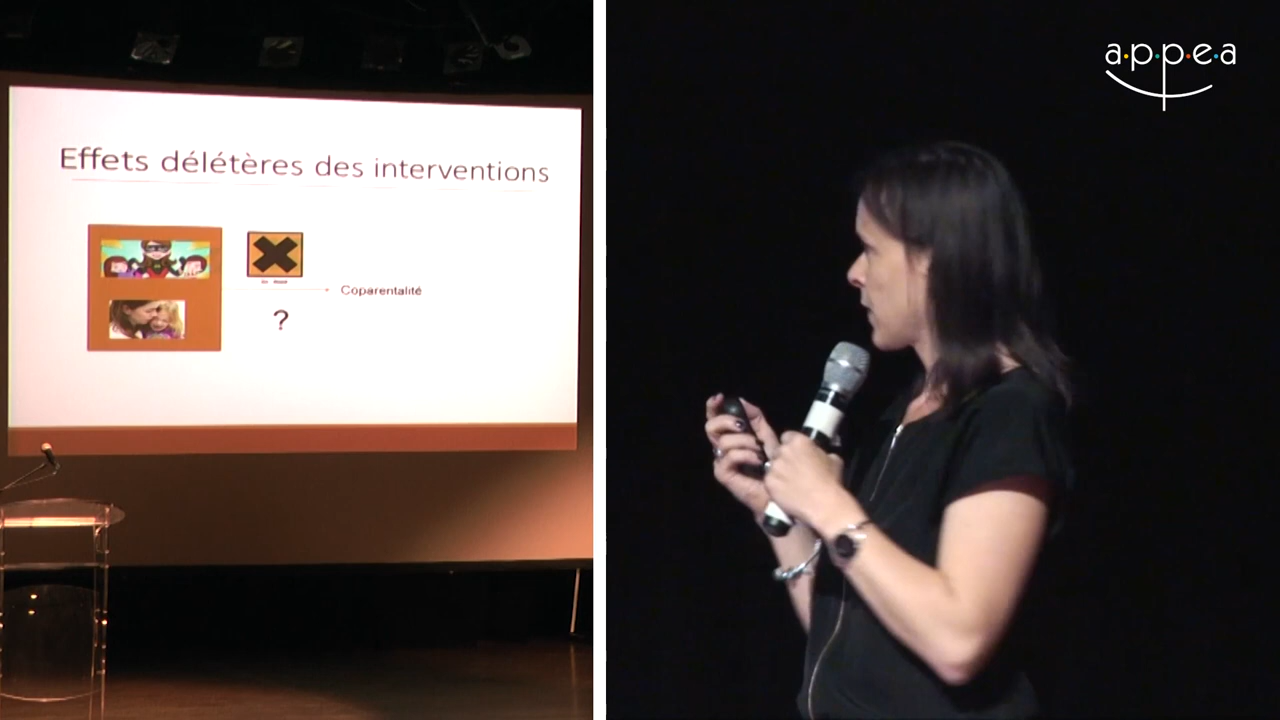 Effets délétères des interventions
Coparentalité
?
a·p·p·e·a